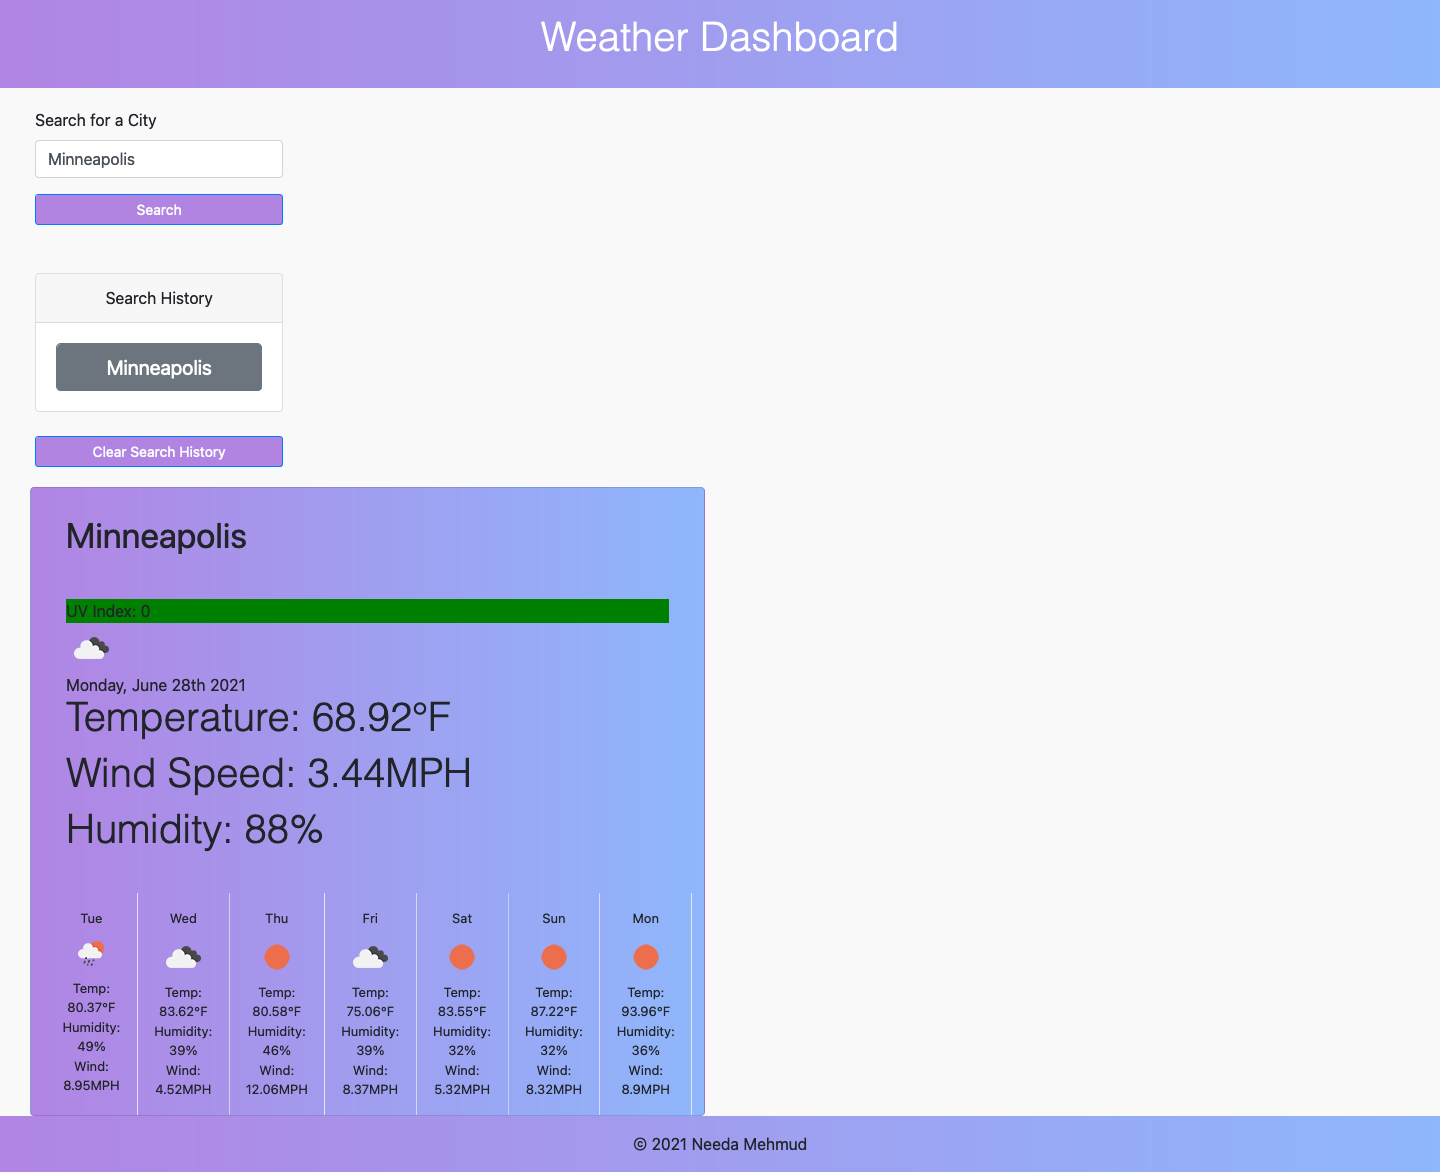 Weather Dashboard
Search for a City
Minneapolis
Search
Search History
Minneapolis
Clear Search History
Minneapolis
UV Index: 0
Monday, June 28th 2021
Temperature: 68.92°F
Wind Speed: 3.44MPH
Humidity: 88%
Tue
Temp:
80.37°F
Humidity:
49%
Wind:
8.95MPH
Wed
Temp:
83.62°F
Humidity:
39%
Wind:
4.52MPH
Thu
Temp:
80.58°F
Humidity:
46%
Wind:
12.06MPH
Fri
Temp:
75.06°F
Humidity:
39%
Wind:
8.37MPH
Sat
Temp:
83.55°F
Humidity:
32%
Wind:
5.32MPH
Sun
Temp:
87.22°F
Humidity:
32%
Wind:
8.32MPH
Mon
Temp:
93.96°F
Humidity:
36%
Wind:
8.9MPH
© 2021 Needa Mehmud